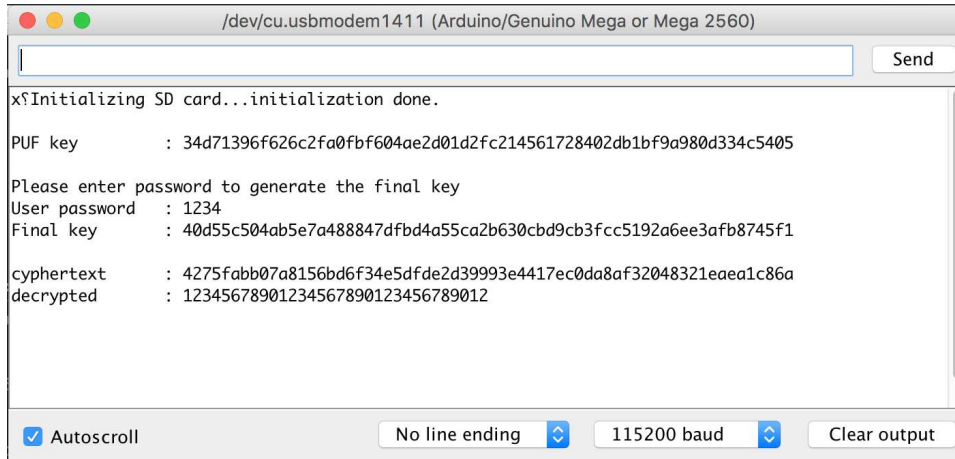 /dev/cu.usbmodem1411 (Arduino/Genuino Mega or Mega 2560)
Send
x⸮Initializing SD card...initialization done.
PUF key : 34d71396f626c2fa0fbf604ae2d01d2fc214561728402db1bf9a980d334c5405
Please enter password to generate the final key
User password : 1234
Final key : 40d55c504ab5e7a488847dfbd4a55ca2b630cbd9cb3fcc5192a6ee3afb8745f1
cyphertext : 4275fabb07a8156bd6f34e5dfde2d39993e4417ec0da8af32048321eaea1c86a
decrypted : 12345678901234567890123456789012
Autoscroll
No line ending
115200 baud
Clear output